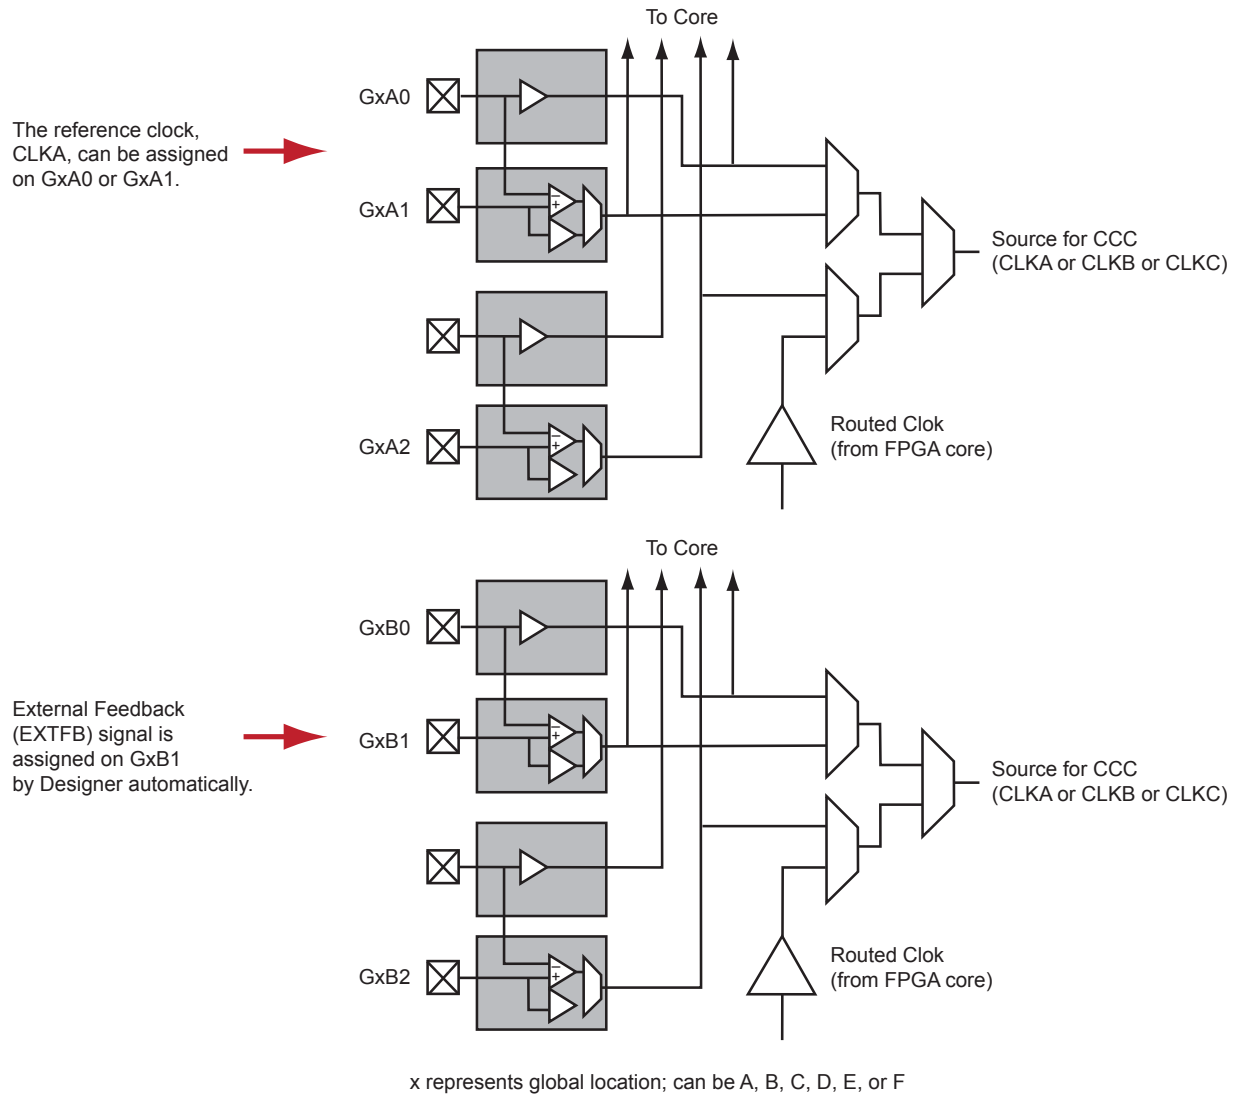 To Core
GxA0
The reference clock,
CLKA, can be assigned
on GxA0 or GxA1.
GxA1
Source for CCC
(CLKA or CLKB or CLKC)
GxA2
Routed Clok
(from FPGA core)
To Core
GxB0
External Feedback
(EXTFB) signal is
assigned on GxB1
by Designer automatically.
GxB1
Source for CCC
(CLKA or CLKB or CLKC)
GxB2
Routed Clok
(from FPGA core)
x represents global location; can be A, B, C, D, E, or F